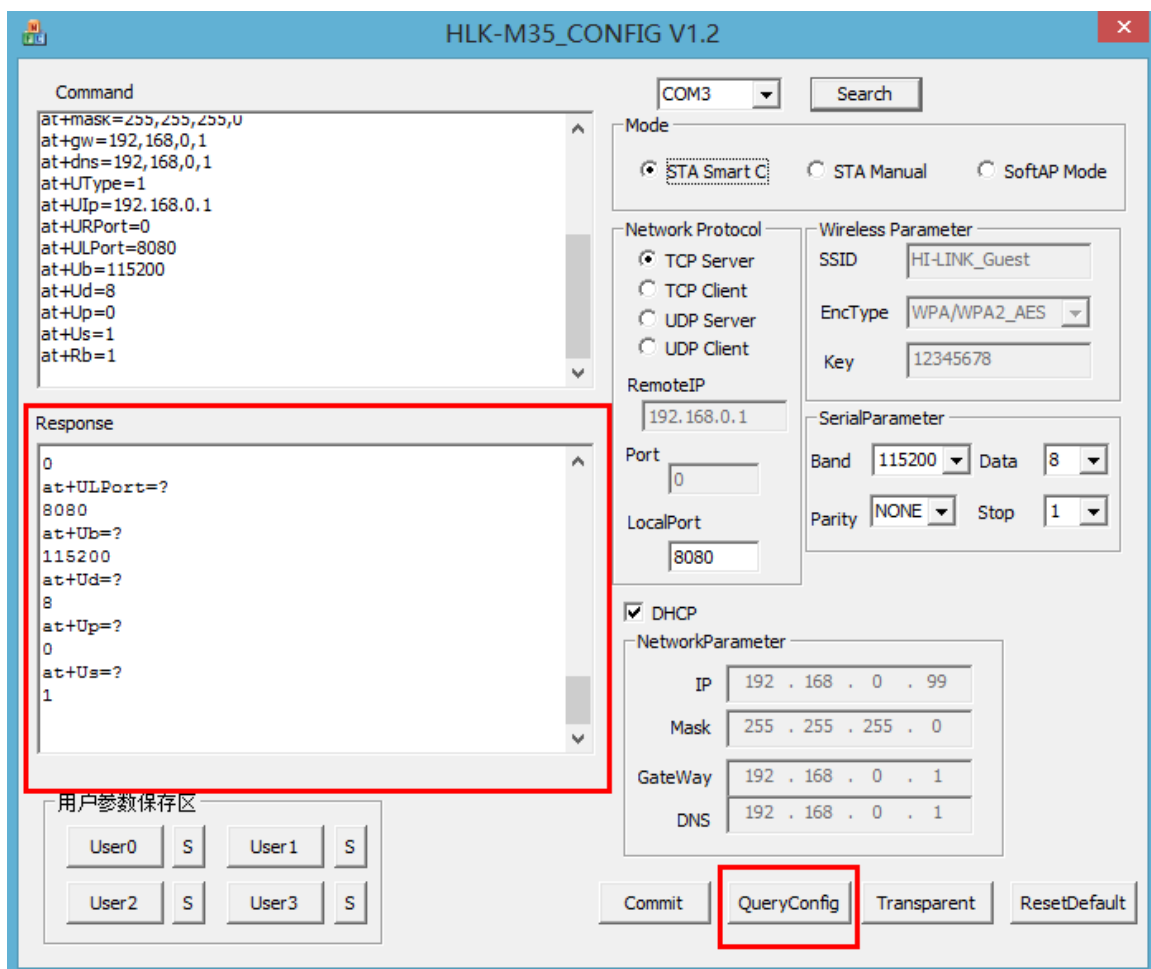 HLK-M35_CONFIG V1.2
Command
at+mask=255,255,255,0
at+gw=192,168,0,1
at+dns=192,168,0,1
at+UType=1
at+UIp=192.168.0.1
at+URPort=0
at+ULPort=8080
at+Ub=115200
at+Ud=8
at+Up=0
at+Us=1
at+Rb=1
Response
0
at+ULPort=?
8080
at+Ub=?
115200
at+Ud=?
8
at+Up=?
0
at+Us=?
1
用户参数保存区
User0 S User1 S
User2 S User3 S
COM3 Search
Mode
STA Smart C STA Manual SoftAP Mode
Network Protocol
TCP Server
TCP Client
UDP Server
UDP Client
RemoteIP
192.168.0.1
Port
0
LocalPort
8080
Wireless Parameter
SSID HI-LINK_Guest
EncType WPA/WPA2_AES
Key 12345678
SerialParameter
Band 115200 Data 8
Parity NONE Stop 1
DHCP
NetworkParameter
IP 192 . 168 . 0 . 99
Mask 255 . 255 . 255 . 0
GateWay 192 . 168 . 0 . 1
DNS 192 . 168 . 0 . 1
Commit QueryConfig Transparent ResetDefault